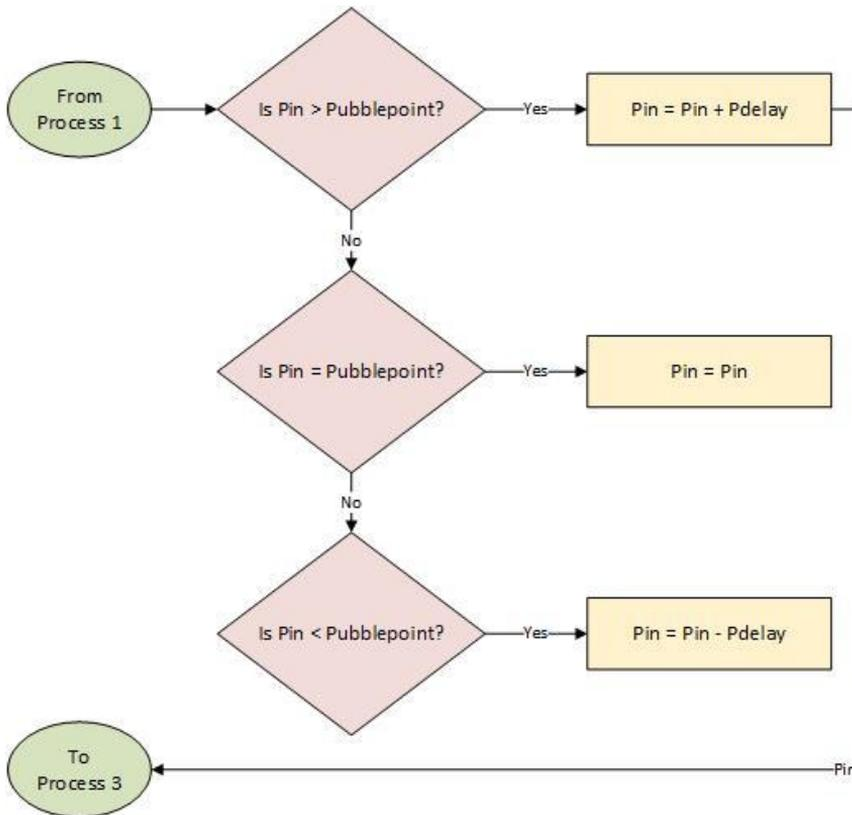 From
Process 1
Is Pin > Pubblepoint?
Yes
Pin = Pin + Pdelay
No
Is Pin = Pubblepoint?
Yes
Pin = Pin
No
Is Pin < Pubblepoint?
Yes
Pin = Pin - Pdelay
To
Process 3
Pin